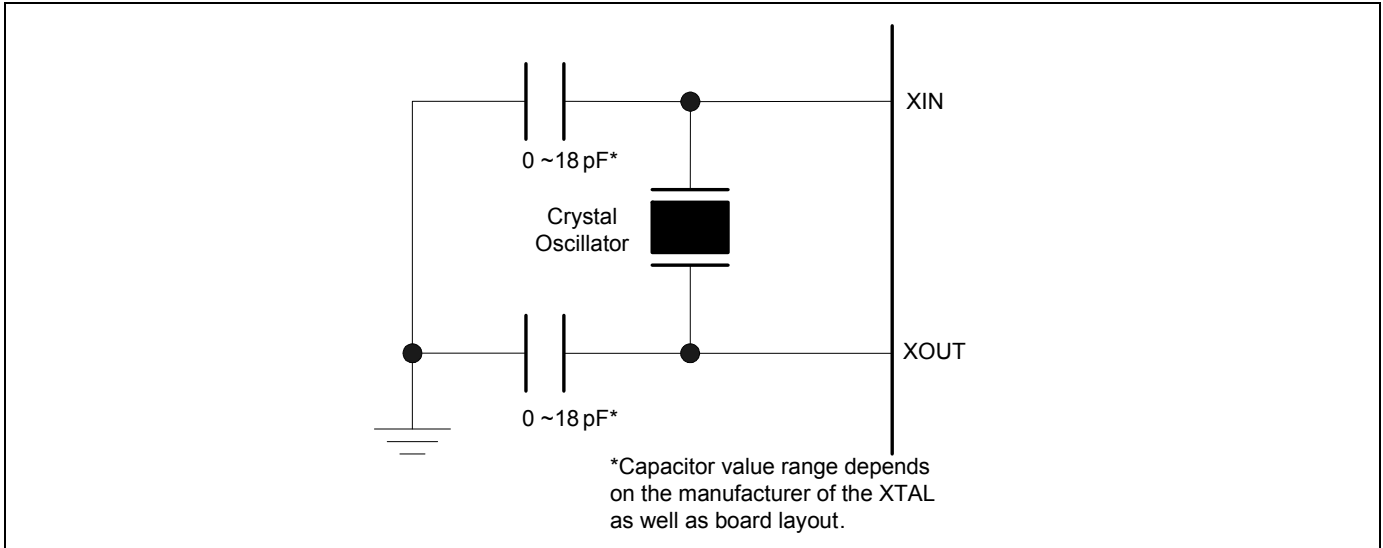 XIN
0 ~18 pF*
Crystal
Oscillator
XOUT
0 ~18 pF*
*Capacitor value range depends
on the manufacturer of the XTAL
as well as board layout.